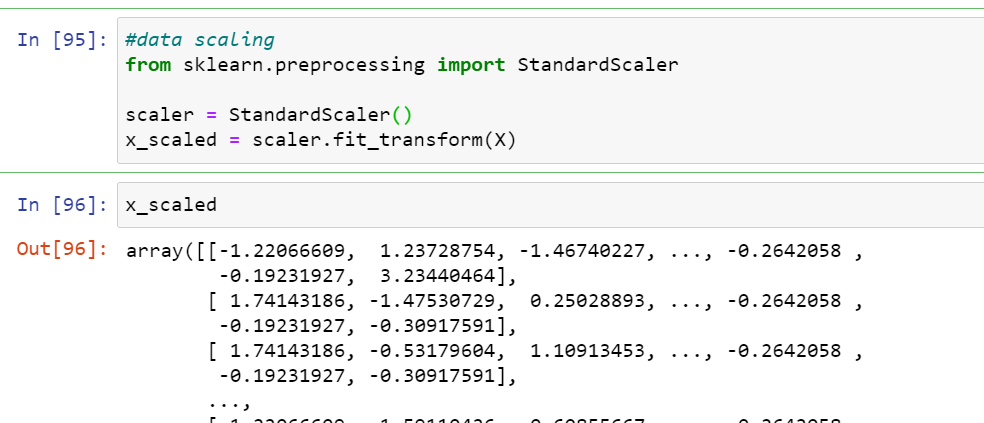 In [95]: #data scaling
from sklearn.preprocessing import StandardScaler
scaler = StandardScaler()
x_scaled = scaler.fit_transform(X)
In [96]: x_scaled
Out[96]: array([[-1.22066609,  1.23728754, -1.46740227, ..., -0.2642058 ,
-0.19231927,  3.23440464],
[ 1.74143186, -1.47530729,  0.25028893, ..., -0.2642058 ,
-0.19231927, -0.30917591],
[ 1.74143186, -0.53179604,  1.10913453, ..., -0.2642058 ,
-0.19231927, -0.30917591],
...,